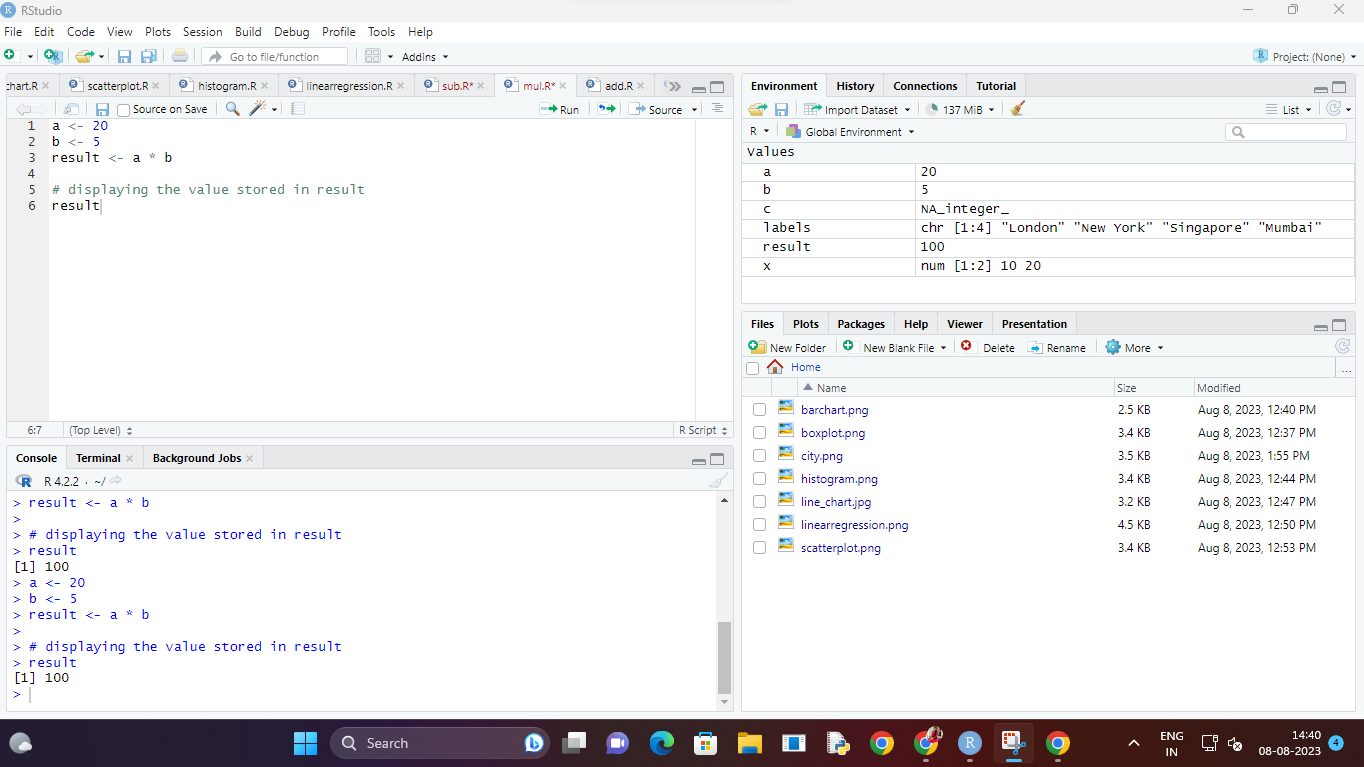 RStudio
File Edit Code View Plots Session Build Debug Profile Tools Help
Go to file/function Addins Project: (None)
chart.R scatterplot.R histogram.R linearregression.R sub.R* mul.R* add.R
Source on Save Run Source
1 a <- 20
2 b <- 5
3 result <- a * b
4
5 # displaying the value stored in result
6 result
6:7 (Top Level) R Script
Console Terminal Background Jobs
R 4.2.2 · ~/
> result <- a * b
>
> # displaying the value stored in result
> result
[1] 100
> a <- 20
> b <- 5
> result <- a * b
>
> # displaying the value stored in result
> result
[1] 100
>
Environment History Connections Tutorial
Import Dataset 137 MiB List
R Global Environment
Values
a 20
b 5
c NA_integer_
labels chr [1:4] "London" "New York" "Singapore" "Mumbai"
result 100
x num [1:2] 10 20
Files Plots Packages Help Viewer Presentation
New Folder New Blank File Delete Rename More
Home ...
Name Size Modified
barchart.png 2.5 KB Aug 8, 2023, 12:40 PM
boxplot.png 3.4 KB Aug 8, 2023, 12:37 PM
city.png 3.5 KB Aug 8, 2023, 1:55 PM
histogram.png 3.4 KB Aug 8, 2023, 12:44 PM
line_chart.jpg 3.2 KB Aug 8, 2023, 12:47 PM
linearregression.png 4.5 KB Aug 8, 2023, 12:50 PM
scatterplot.png 3.4 KB Aug 8, 2023, 12:53 PM
Search
ENG
IN
14:40
08-08-2023
4